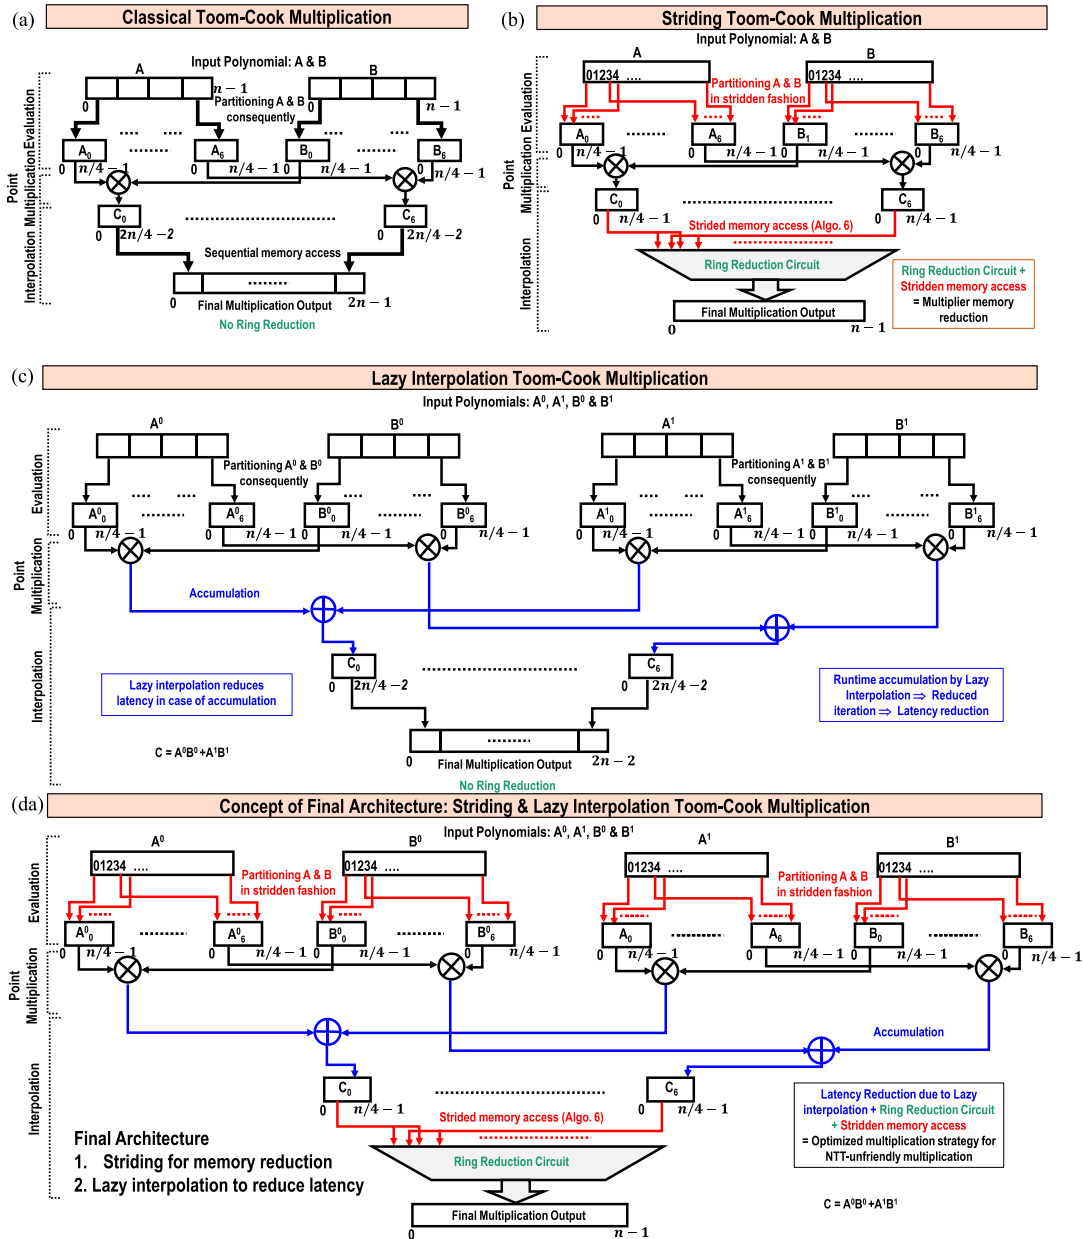 (a)
Classical Toom-Cook Multiplication
Input Polynomial: A & B
A
B
0
n − 1
0
n − 1
Partitioning A & B
consequently
Evaluation
A0
A6
B0
B6
0
n/4 − 1
0
n/4 − 1
0
n/4 − 1
0
n/4 − 1
Point
Multiplication
C0
C6
0
2n/4 − 2
0
2n/4 − 2
Interpolation
Sequential memory access
0
2n − 1
Final Multiplication Output
No Ring Reduction
(b)
Striding Toom-Cook Multiplication
Input Polynomial: A & B
A
B
01234 ....
01234 ....
Partitioning A & B
in stridden fashion
Evaluation
A0
A6
B1
B6
0
n/4 − 1
0
n/4 − 1
0
n/4 − 1
0
n/4 − 1
Point
Multiplication
C0
C6
0
n/4 − 1
0
n/4 − 1
Interpolation
Strided memory access (Algo. 6)
Ring Reduction Circuit
Final Multiplication Output
0
n − 1
Ring Reduction Circuit +
Stridden memory access
= Multiplier memory
reduction
(c)
Lazy Interpolation Toom-Cook Multiplication
Input Polynomials: A⁰, A¹, B⁰ & B¹
A⁰
B⁰
A¹
B¹
Partitioning A⁰ & B⁰
consequently
Partitioning A¹ & B¹
consequently
Evaluation
A⁰0
A⁰6
B⁰0
B⁰6
A¹0
A¹6
B¹0
B¹6
0
n/4 − 1
0
n/4 − 1
0
n/4 − 1
0
n/4 − 1
0
n/4 − 1
0
n/4 − 1
0
n/4 − 1
0
n/4 − 1
Point
Multiplication
Accumulation
C0
C6
0
2n/4 − 2
0
2n/4 − 2
Interpolation
Lazy interpolation reduces
latency in case of accumulation
Runtime accumulation by Lazy
Interpolation ⇒ Reduced
iteration ⇒ Latency reduction
C = A⁰B⁰ +A¹B¹
0
Final Multiplication Output
2n − 2
No Ring Reduction
(da)
Concept of Final Architecture: Striding & Lazy Interpolation Toom-Cook Multiplication
Input Polynomials: A⁰, A¹, B⁰ & B¹
A⁰
B⁰
A¹
B¹
01234 ....
01234 ....
01234 ....
01234 ....
Partitioning A & B
in stridden fashion
Partitioning A & B
in stridden fashion
Evaluation
A⁰0
A⁰6
B⁰0
B⁰6
A0
A6
B0
B6
0
n/4 − 1
0
n/4 − 1
0
n/4 − 1
0
n/4 − 1
0
n/4 − 1
0
n/4 − 1
0
n/4 − 1
0
n/4 − 1
Point
Multiplication
Accumulation
C0
C6
0
n/4 − 1
0
n/4 − 1
Interpolation
Strided memory access (Algo. 6)
Ring Reduction Circuit
Final Multiplication Output
0
n − 1
Final Architecture
1. Striding for memory reduction
2. Lazy interpolation to reduce latency
Latency Reduction due to Lazy
interpolation + Ring Reduction Circuit
+ Stridden memory access
= Optimized multiplication strategy for
NTT-unfriendly multiplication
C = A⁰B⁰ +A¹B¹